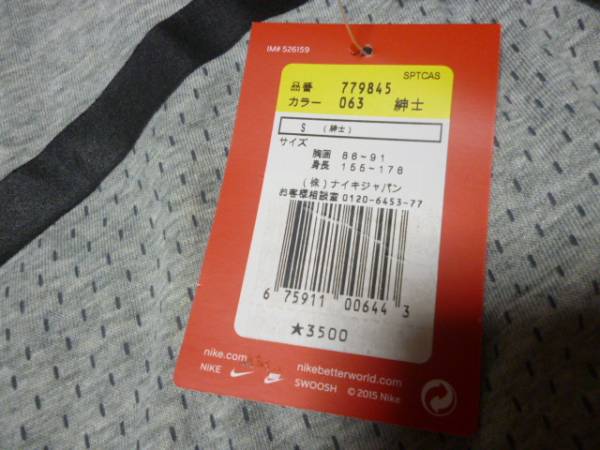 IM# 526159
SPTCAS
品番 779845
カラー 063 紳士
S (紳士)
サイズ
胸囲 86~91
身長 155~178
(株)ナイキジャパン
お客様相談室 0120-6453-77
6 75911 00644 3
★3500
nike.com
nikebetterworld.com
NIKE SWOOSH © 2015 Nike